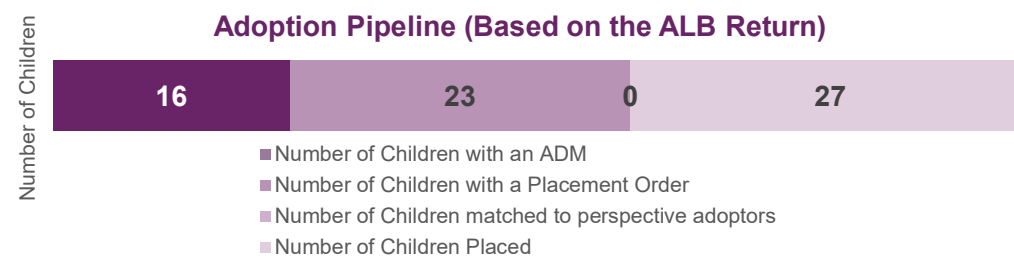 Adoption Pipeline (Based on the ALB Return)
Number of Children
16 23 0 27
Number of Children with an ADM
Number of Children with a Placement Order
Number of Children matched to perspective adoptors
Number of Children Placed